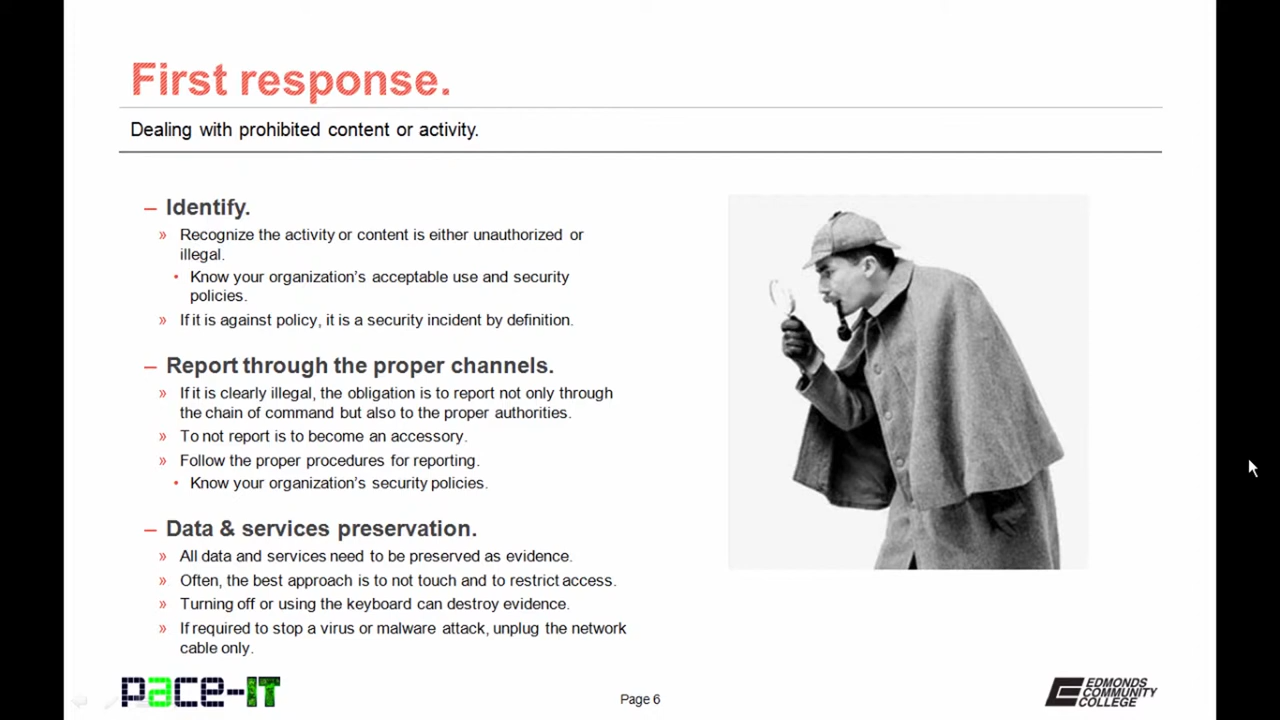 First response.
Dealing with prohibited content or activity.
– Identify.
» Recognize the activity or content is either unauthorized or
illegal.
• Know your organization’s acceptable use and security
policies.
» If it is against policy, it is a security incident by definition.
– Report through the proper channels.
» If it is clearly illegal, the obligation is to report not only through
the chain of command but also to the proper authorities.
» To not report is to become an accessory.
» Follow the proper procedures for reporting.
• Know your organization’s security policies.
– Data & services preservation.
» All data and services need to be preserved as evidence.
» Often, the best approach is to not touch and to restrict access.
» Turning off or using the keyboard can destroy evidence.
» If required to stop a virus or malware attack, unplug the network
cable only.
pace-IT
Page 6
EDMONDS
COMMUNITY
COLLEGE